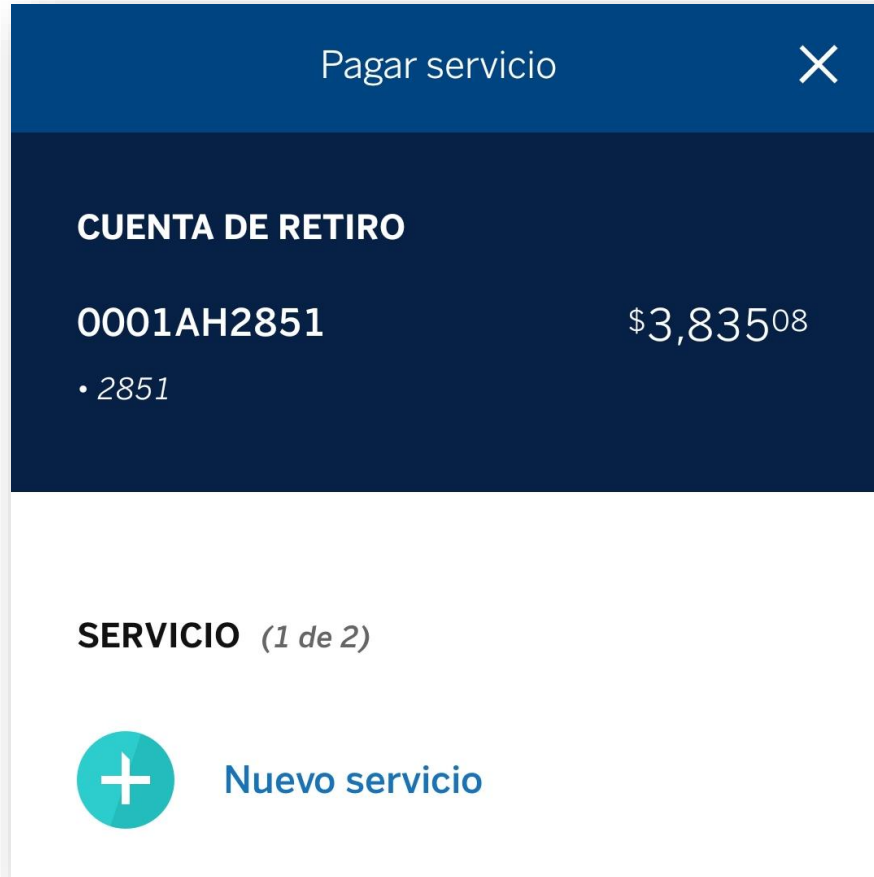 Pagar servicio
CUENTA DE RETIRO
0001AH2851 $3,83508
• 2851
SERVICIO (1 de 2)
Nuevo servicio